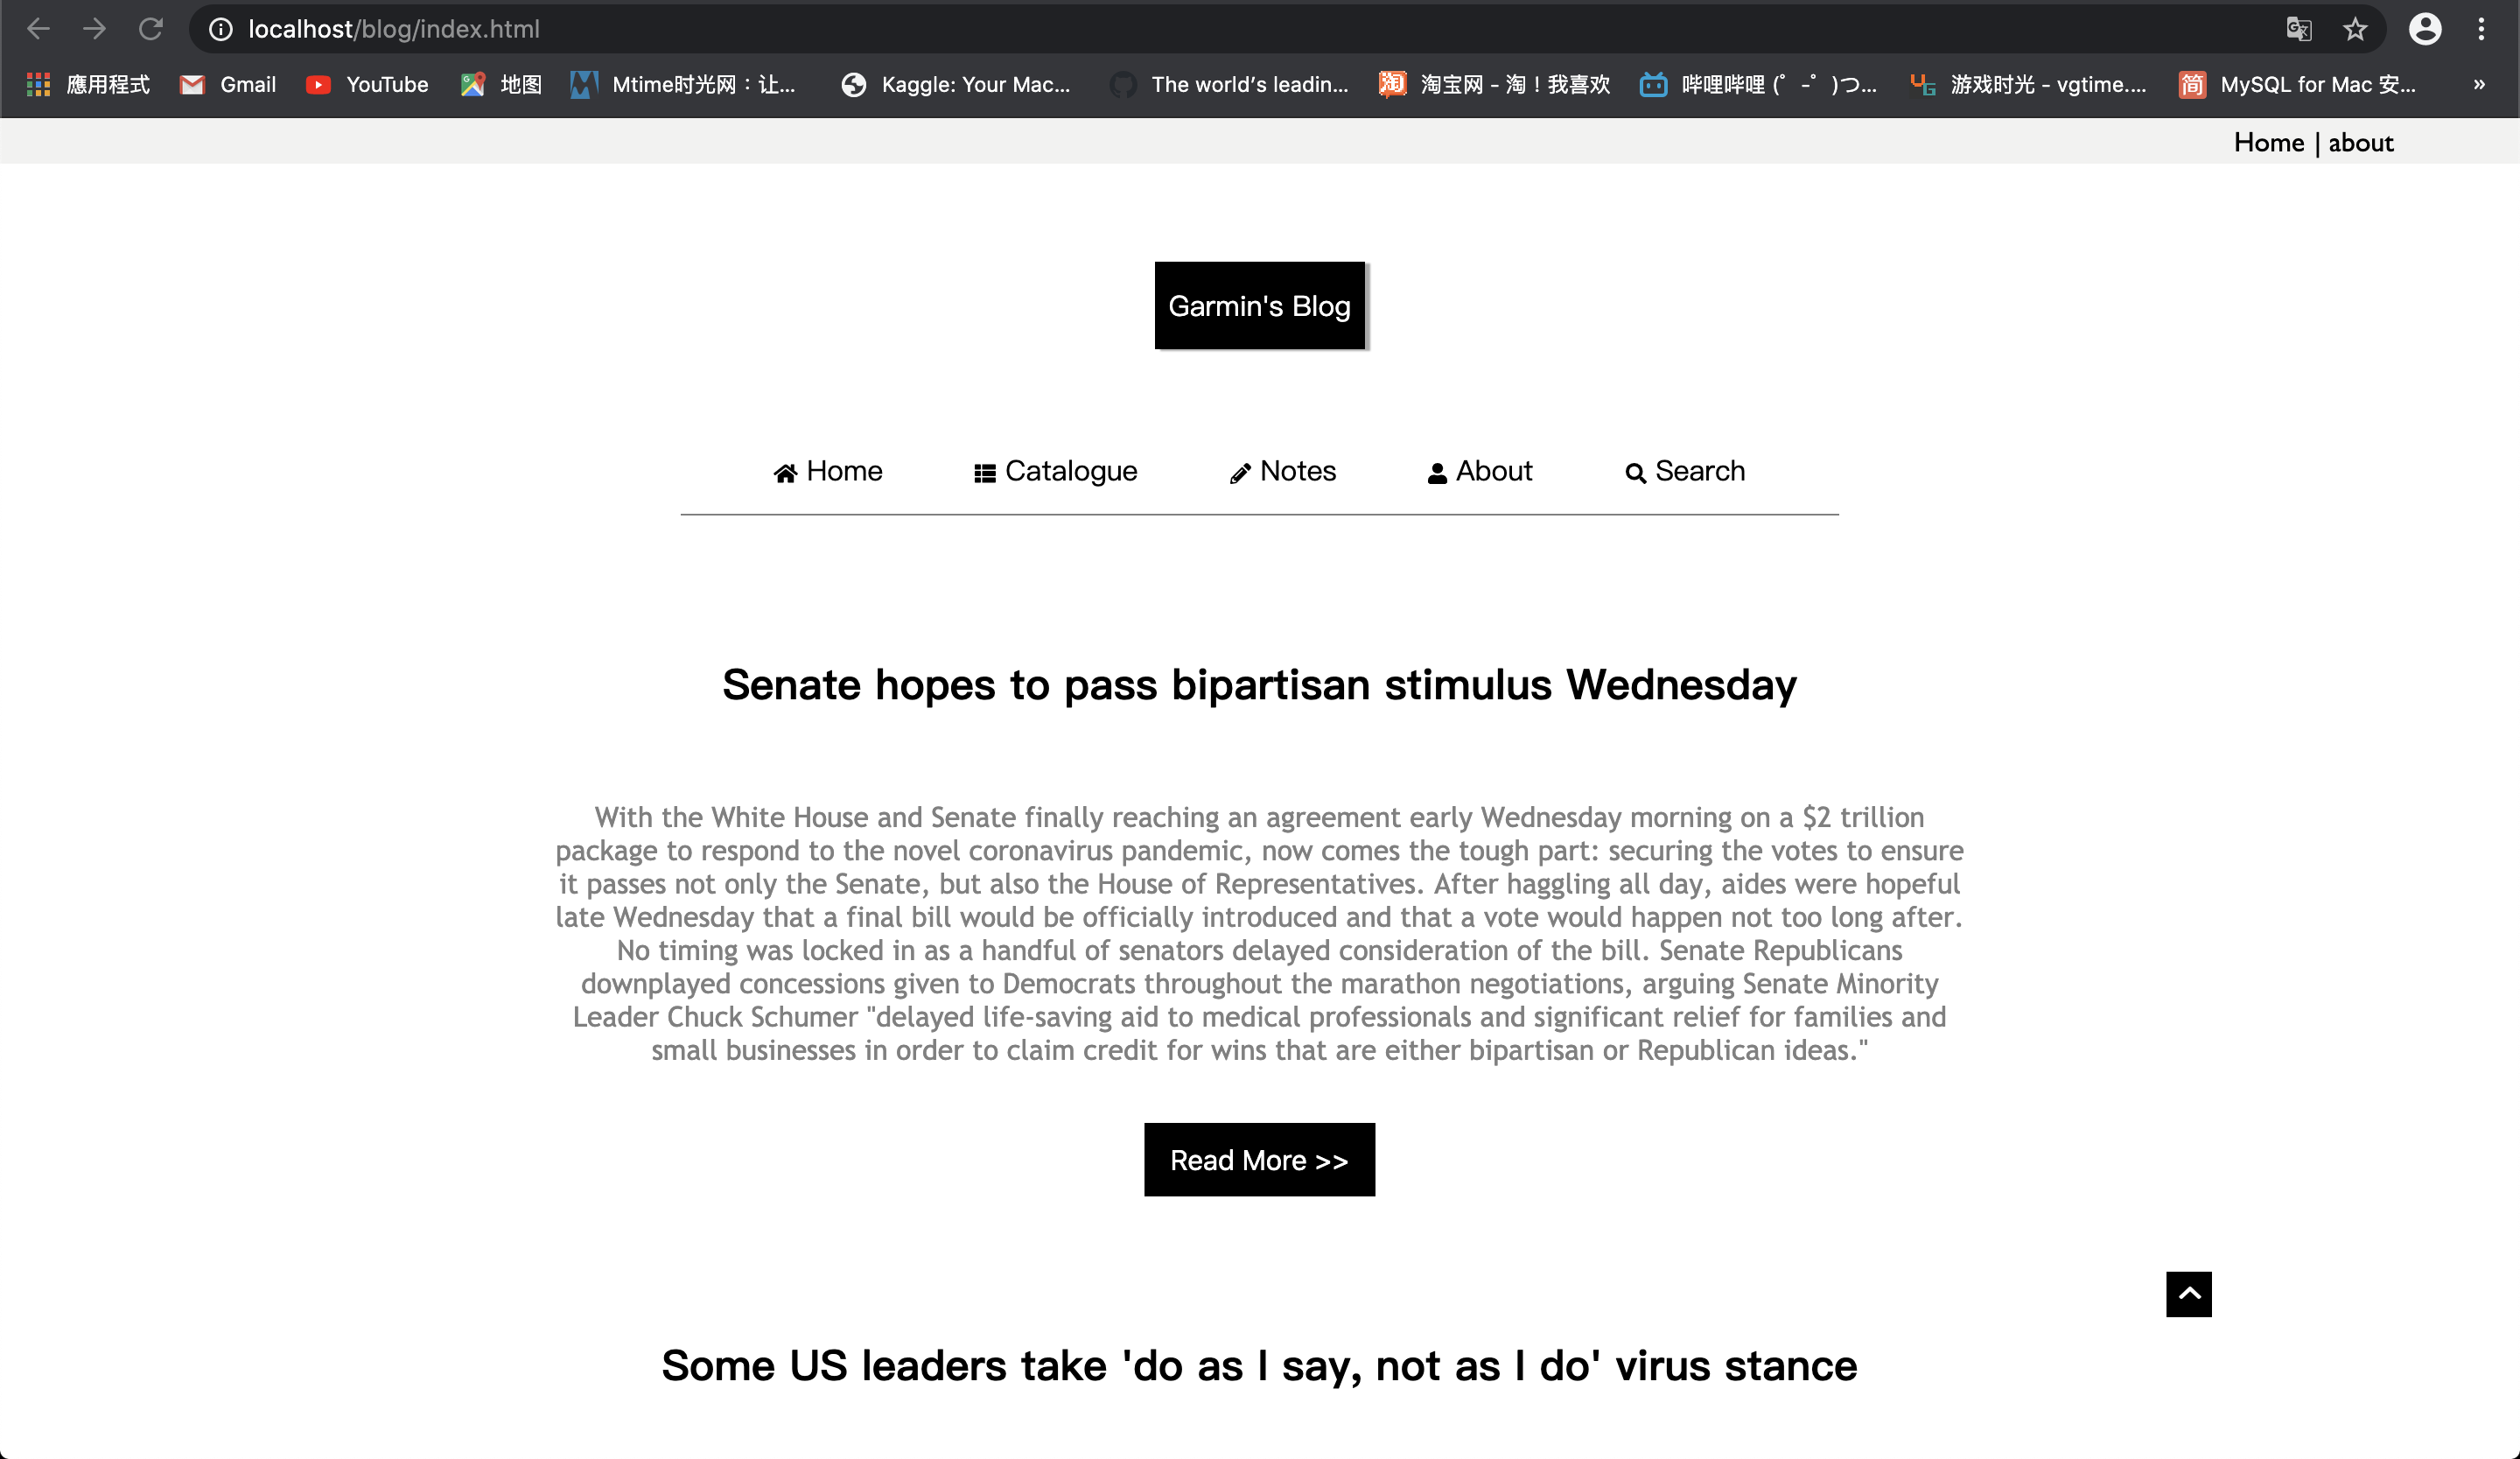 localhost/blog/index.html
應用程式 Gmail YouTube 地图 Mtime时光网：让... Kaggle: Your Mac... The world's leadin... 淘 淘宝网 - 淘！我喜欢 哔哩哔哩 (゜-゜)つ... 游戏时光 - vgtime.... 简 MySQL for Mac 安... »
Home | about
Garmin's Blog
Home Catalogue Notes About Search
Senate hopes to pass bipartisan stimulus Wednesday
With the White House and Senate finally reaching an agreement early Wednesday morning on a $2 trillion
package to respond to the novel coronavirus pandemic, now comes the tough part: securing the votes to ensure
it passes not only the Senate, but also the House of Representatives. After haggling all day, aides were hopeful
late Wednesday that a final bill would be officially introduced and that a vote would happen not too long after.
No timing was locked in as a handful of senators delayed consideration of the bill. Senate Republicans
downplayed concessions given to Democrats throughout the marathon negotiations, arguing Senate Minority
Leader Chuck Schumer "delayed life-saving aid to medical professionals and significant relief for families and
small businesses in order to claim credit for wins that are either bipartisan or Republican ideas."
Read More >>
Some US leaders take 'do as I say, not as I do' virus stance